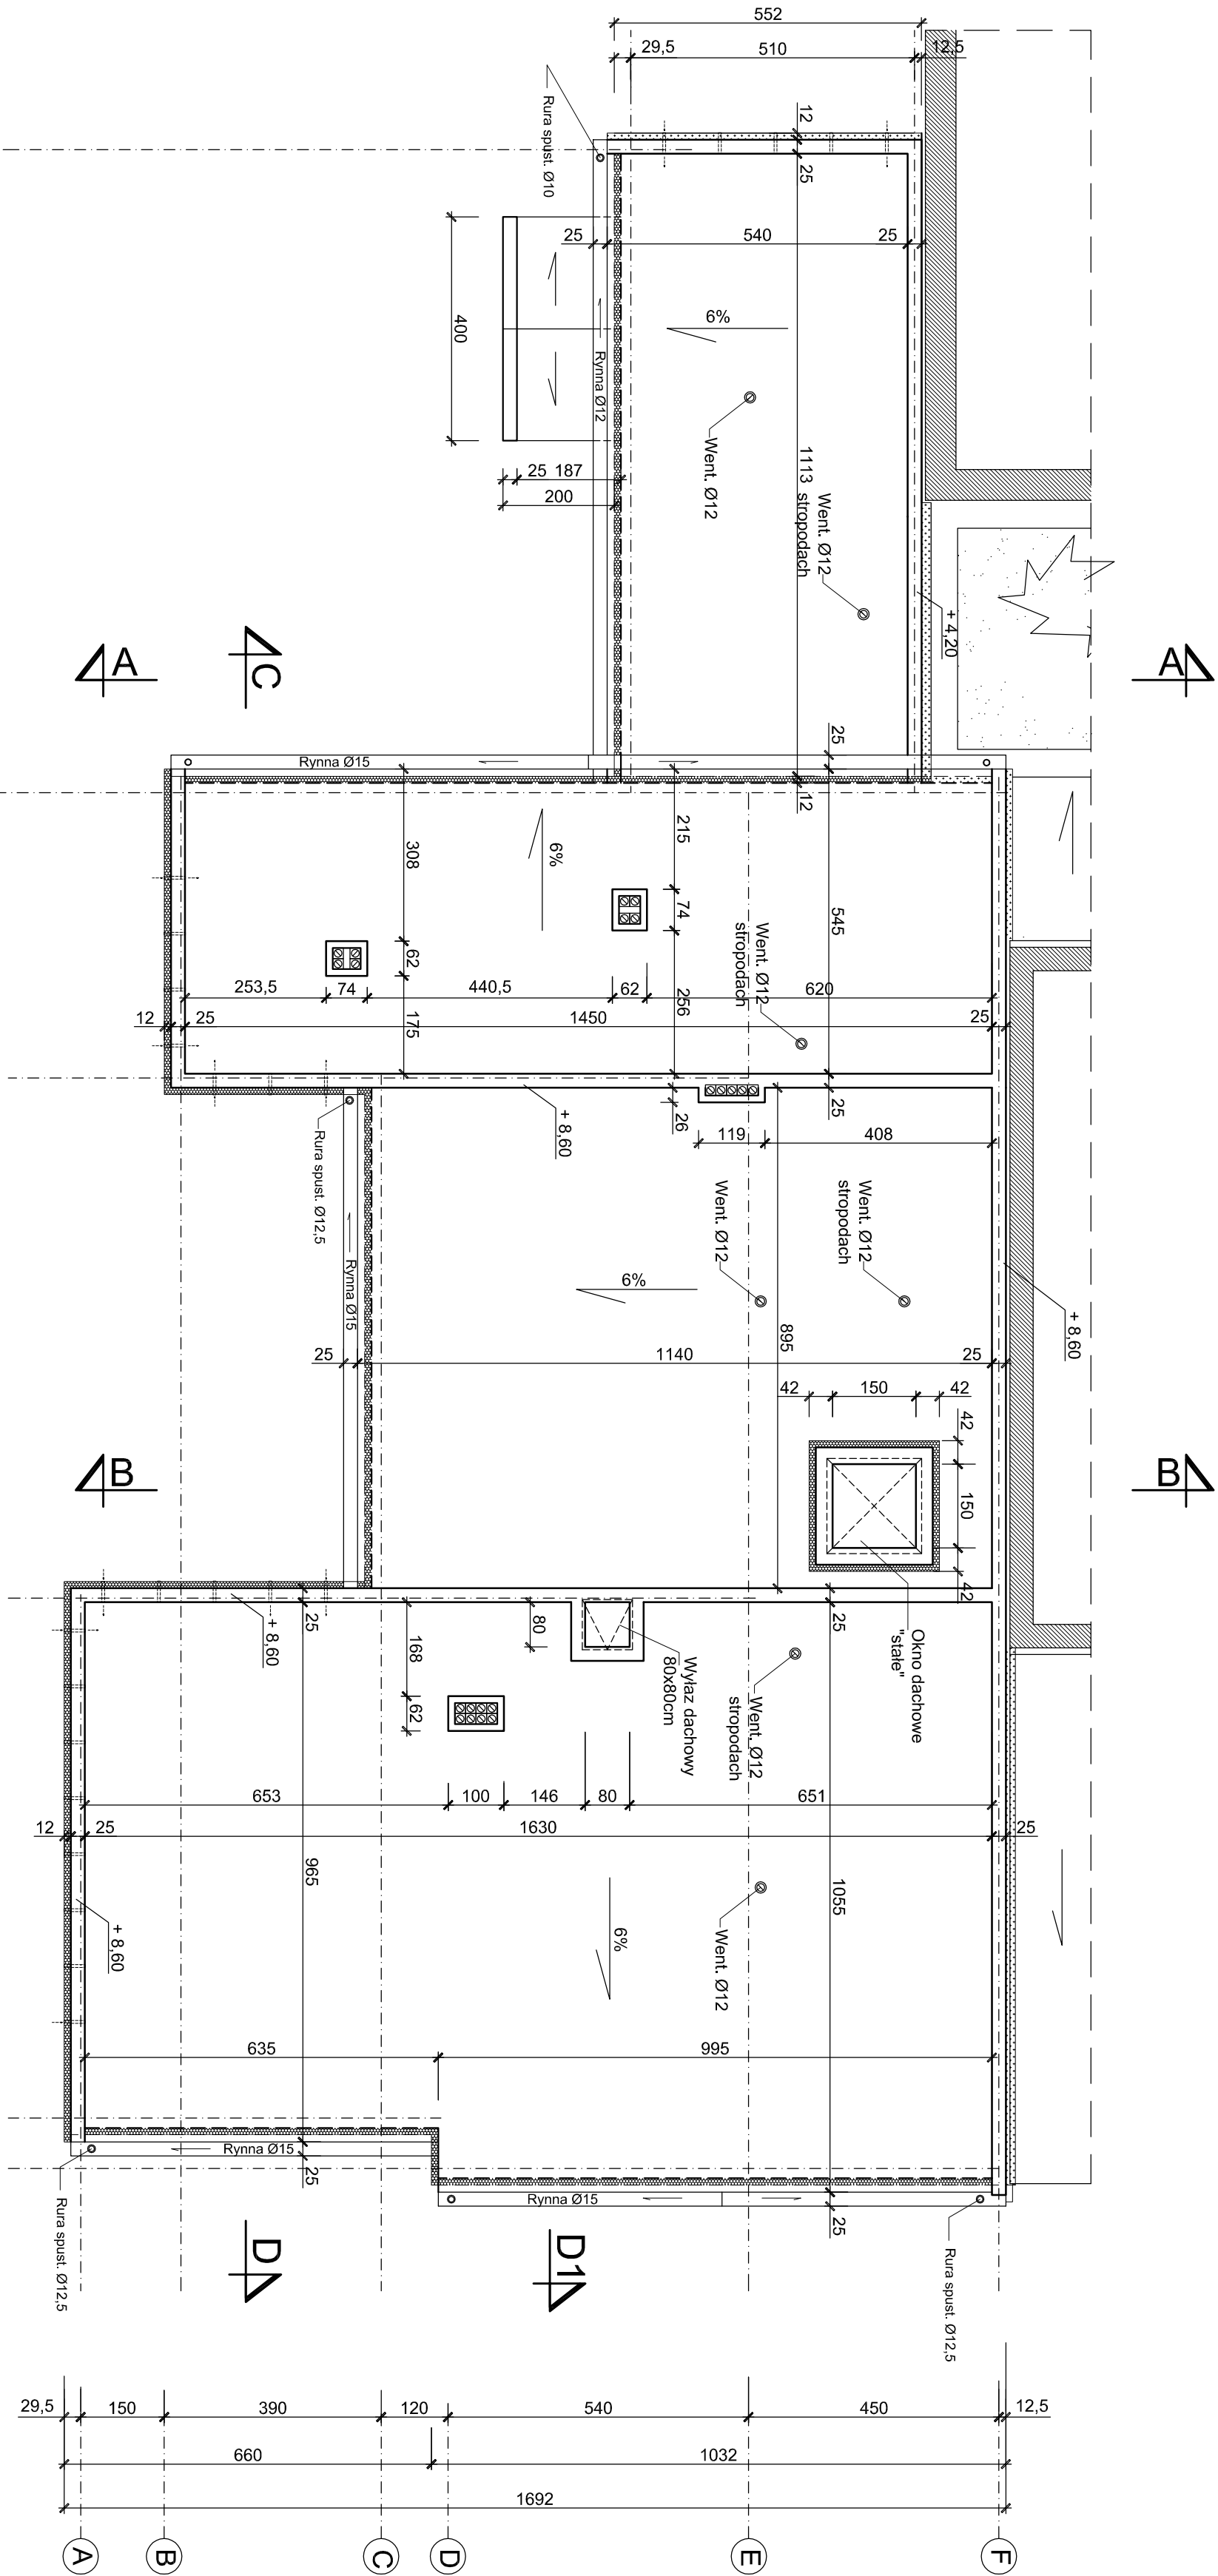 552
29,5
510
12,5
12
Rura spust. Ø10
25
25
540
25
6%
400
Rynna Ø12
Went. Ø12
1113
25
187
200
Went. Ø12
stropodach
+ 4,20
A
A
C
25
Rynna Ø15
12
215
308
6%
545
74
Went. Ø12
stropodach
62
253,5
74
440,5
62
256
620
175
12
25
1450
25
26
25
+ 8,60
119
408
Rura spust. Ø12,5
Went. Ø12
Went. Ø12
stropodach
Rynna Ø15
6%
895
+ 8,60
25
1140
25
42
150
42
42
150
42
B
B
25
80
25
+ 8,60
168
Okno dachowe
"stałe"
Wyłaz dachowy
80x80cm
62
Went. Ø12
stropodach
653
100
146
80
651
12
25
1630
25
965
1055
6%
+ 8,60
Went. Ø12
635
995
Rynna Ø15
25
Rynna Ø15
25
Rura spust. Ø12,5
D
D1
Rura spust. Ø12,5
29,5
150
390
120
540
450
12,5
660
1032
1692
A
B
C
D
E
F